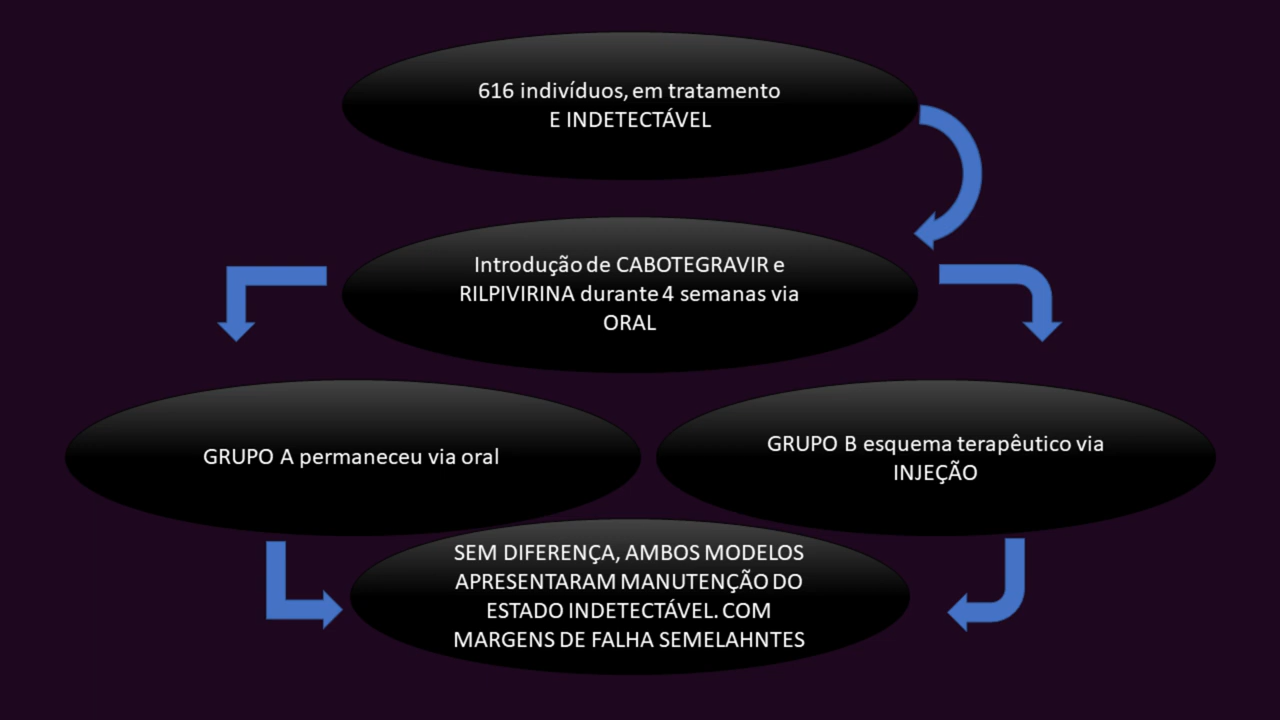 616 indivíduos, em tratamento
E INDETECTÁVEL
Introdução de CABOTEGRAVIR e
RILPIVIRINA durante 4 semanas via
ORAL
GRUPO A permaneceu via oral
GRUPO B esquema terapêutico via
INJEÇÃO
SEM DIFERENÇA, AMBOS MODELOS
APRESENTARAM MANUTENÇÃO DO
ESTADO INDETECTÁVEL. COM
MARGENS DE FALHA SEMELAHNTES